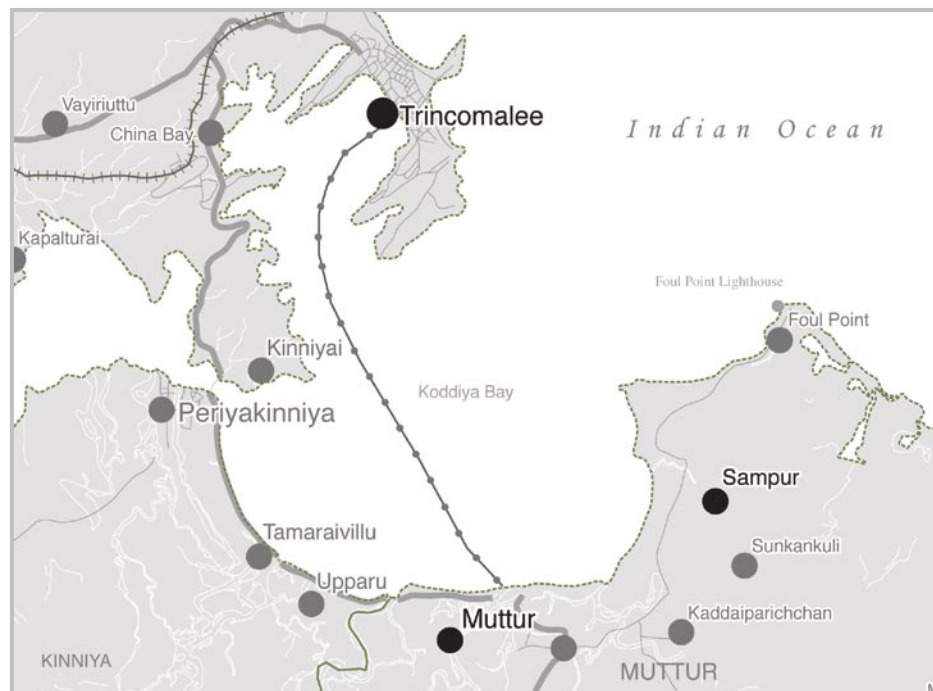 Vayiriuttu
China Bay
Trincomalee
Indian Ocean
Kapalturai
Foul Point Lighthouse
Foul Point
Kinniyai
Koddiya Bay
Periyakinniya
Sampur
Tamaraivillu
Sunkankuli
Upparu
Kaddaiparichchan
Muttur
KINNIYA
MUTTUR